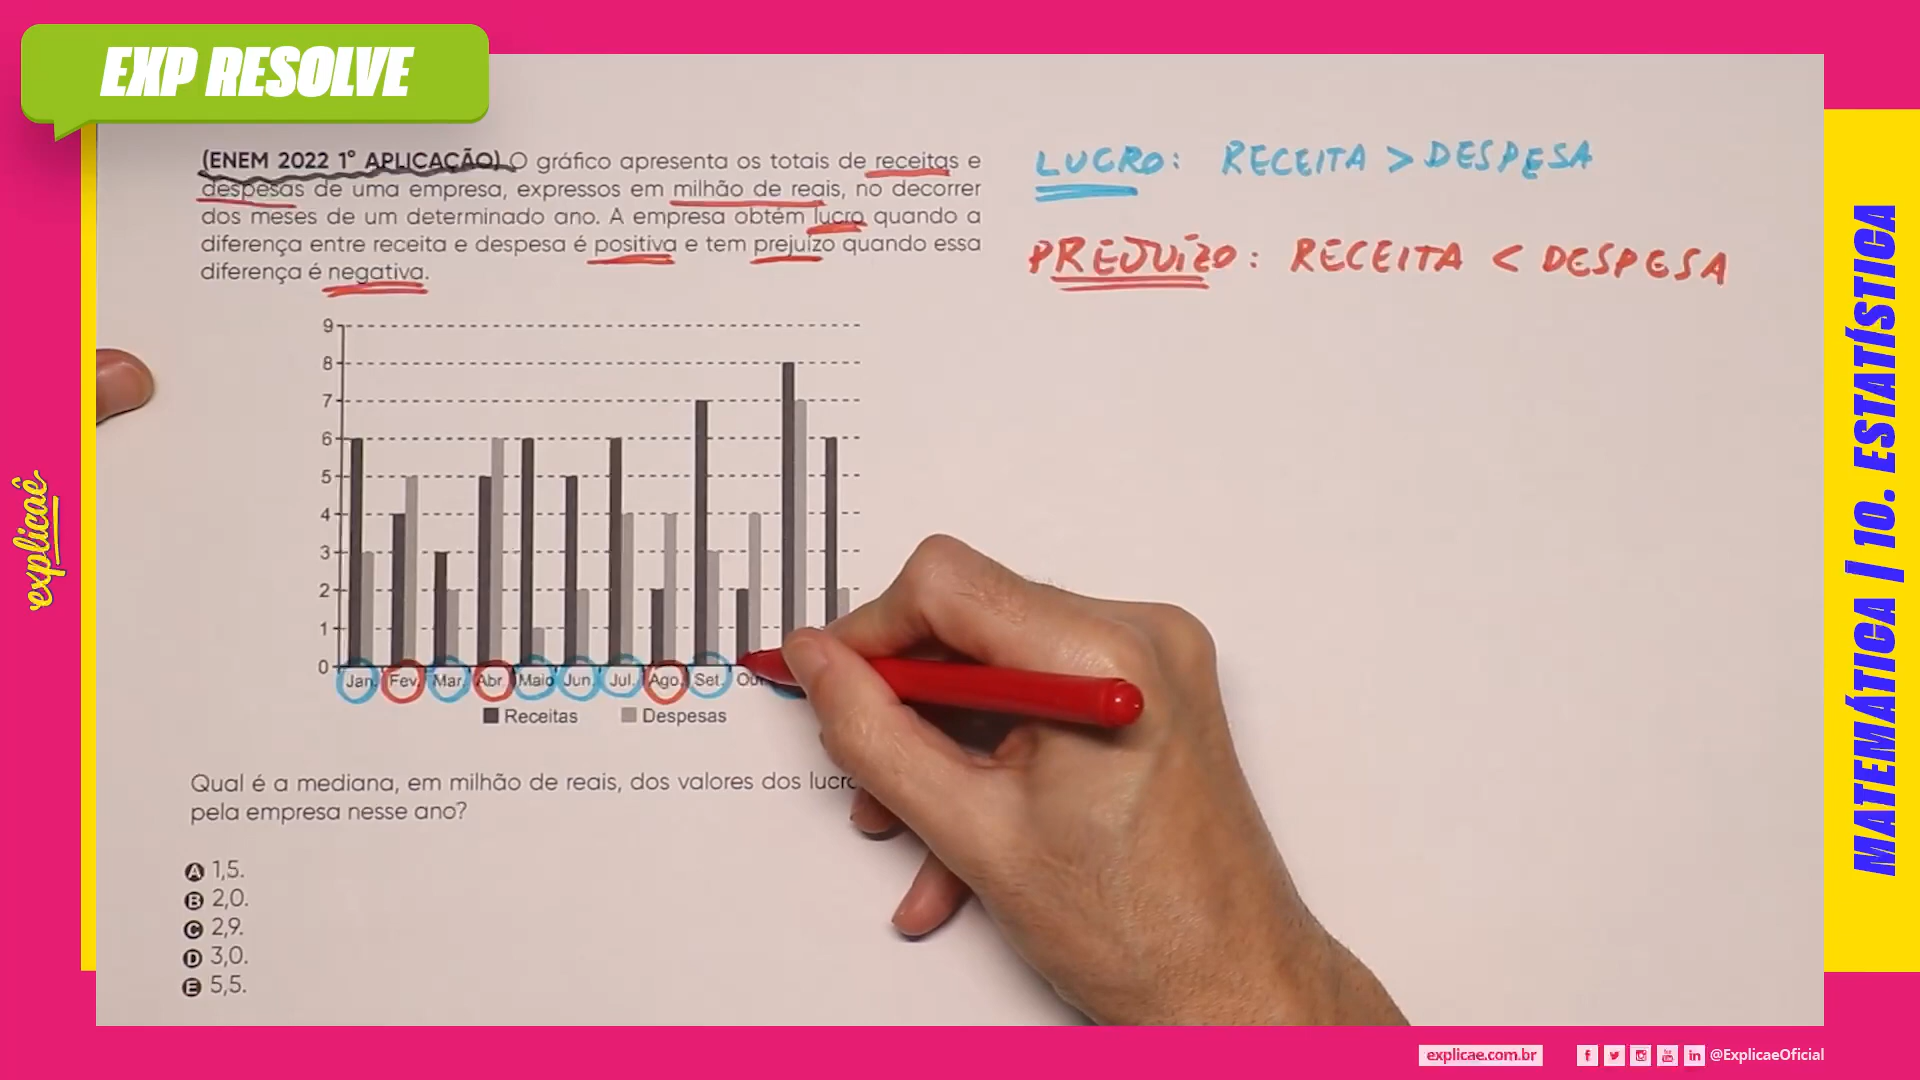 EXP RESOLVE
(ENEM 2022 1° APLICAÇÃO) O gráfico apresenta os totais de receitas e
despesas de uma empresa, expressos em milhão de reais, no decorrer
dos meses de um determinado ano. A empresa obtém lucro quando a
diferença entre receita e despesa é positiva e tem prejuízo quando essa
diferença é negativa.
LUCRO: RECEITA > DESPESA
PREJUÍZO: RECEITA < DESPESA
9
8
7
6
5
4
3
2
1
0
Jan. Fev. Mar. Abr. Maio Jun. Jul. Ago. Set.
Receitas Despesas
Qual é a mediana, em milhão de reais, dos valores dos
pela empresa nesse ano?
A 1,5.
B 2,0.
C 2,9.
D 3,0.
E 5,5.
explicaê
MATEMÁTICA | 10. ESTATÍSTICA
explicae.com.br @ExplicaeOficial